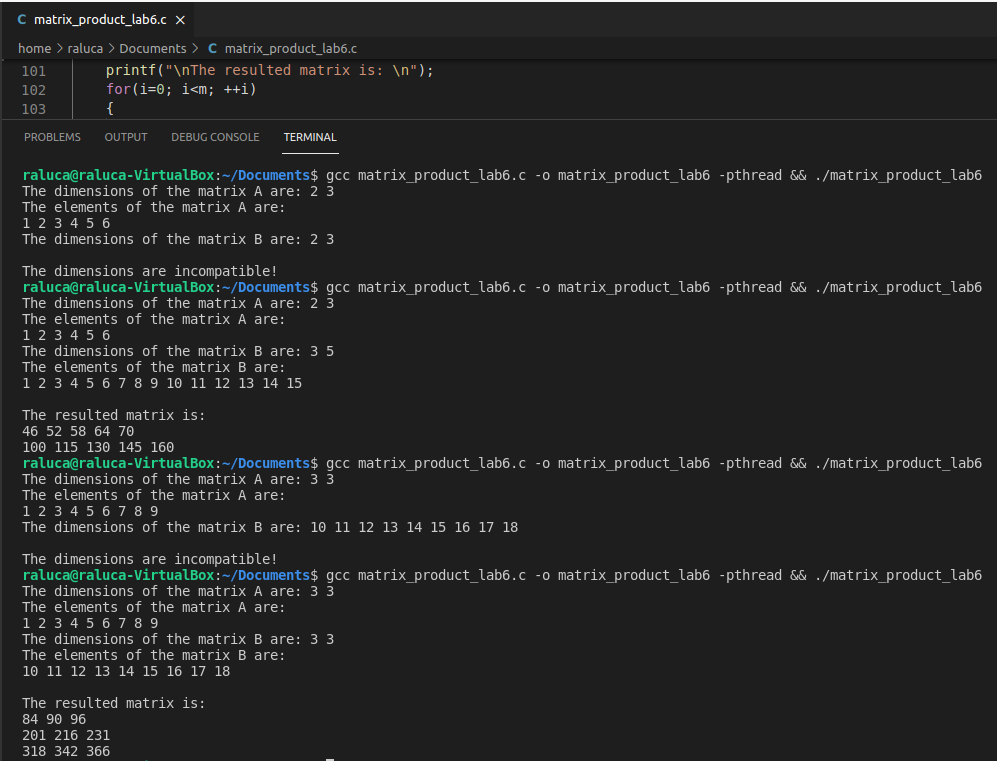 C matrix_product_lab6.c ×
home > raluca > Documents > C matrix_product_lab6.c
101 printf("\nThe resulted matrix is: \n");
102 for(i=0; i<m; ++i)
103 {
PROBLEMS OUTPUT DEBUG CONSOLE TERMINAL
raluca@raluca-VirtualBox:~/Documents$ gcc matrix_product_lab6.c -o matrix_product_lab6 -pthread && ./matrix_product_lab6
The dimensions of the matrix A are: 2 3
The elements of the matrix A are:
1 2 3 4 5 6
The dimensions of the matrix B are: 2 3
The dimensions are incompatible!
raluca@raluca-VirtualBox:~/Documents$ gcc matrix_product_lab6.c -o matrix_product_lab6 -pthread && ./matrix_product_lab6
The dimensions of the matrix A are: 2 3
The elements of the matrix A are:
1 2 3 4 5 6
The dimensions of the matrix B are: 3 5
The elements of the matrix B are:
1 2 3 4 5 6 7 8 9 10 11 12 13 14 15
The resulted matrix is:
46 52 58 64 70
100 115 130 145 160
raluca@raluca-VirtualBox:~/Documents$ gcc matrix_product_lab6.c -o matrix_product_lab6 -pthread && ./matrix_product_lab6
The dimensions of the matrix A are: 3 3
The elements of the matrix A are:
1 2 3 4 5 6 7 8 9
The dimensions of the matrix B are: 10 11 12 13 14 15 16 17 18
The dimensions are incompatible!
raluca@raluca-VirtualBox:~/Documents$ gcc matrix_product_lab6.c -o matrix_product_lab6 -pthread && ./matrix_product_lab6
The dimensions of the matrix A are: 3 3
The elements of the matrix A are:
1 2 3 4 5 6 7 8 9
The dimensions of the matrix B are: 3 3
The elements of the matrix B are:
10 11 12 13 14 15 16 17 18
The resulted matrix is:
84 90 96
201 216 231
318 342 366